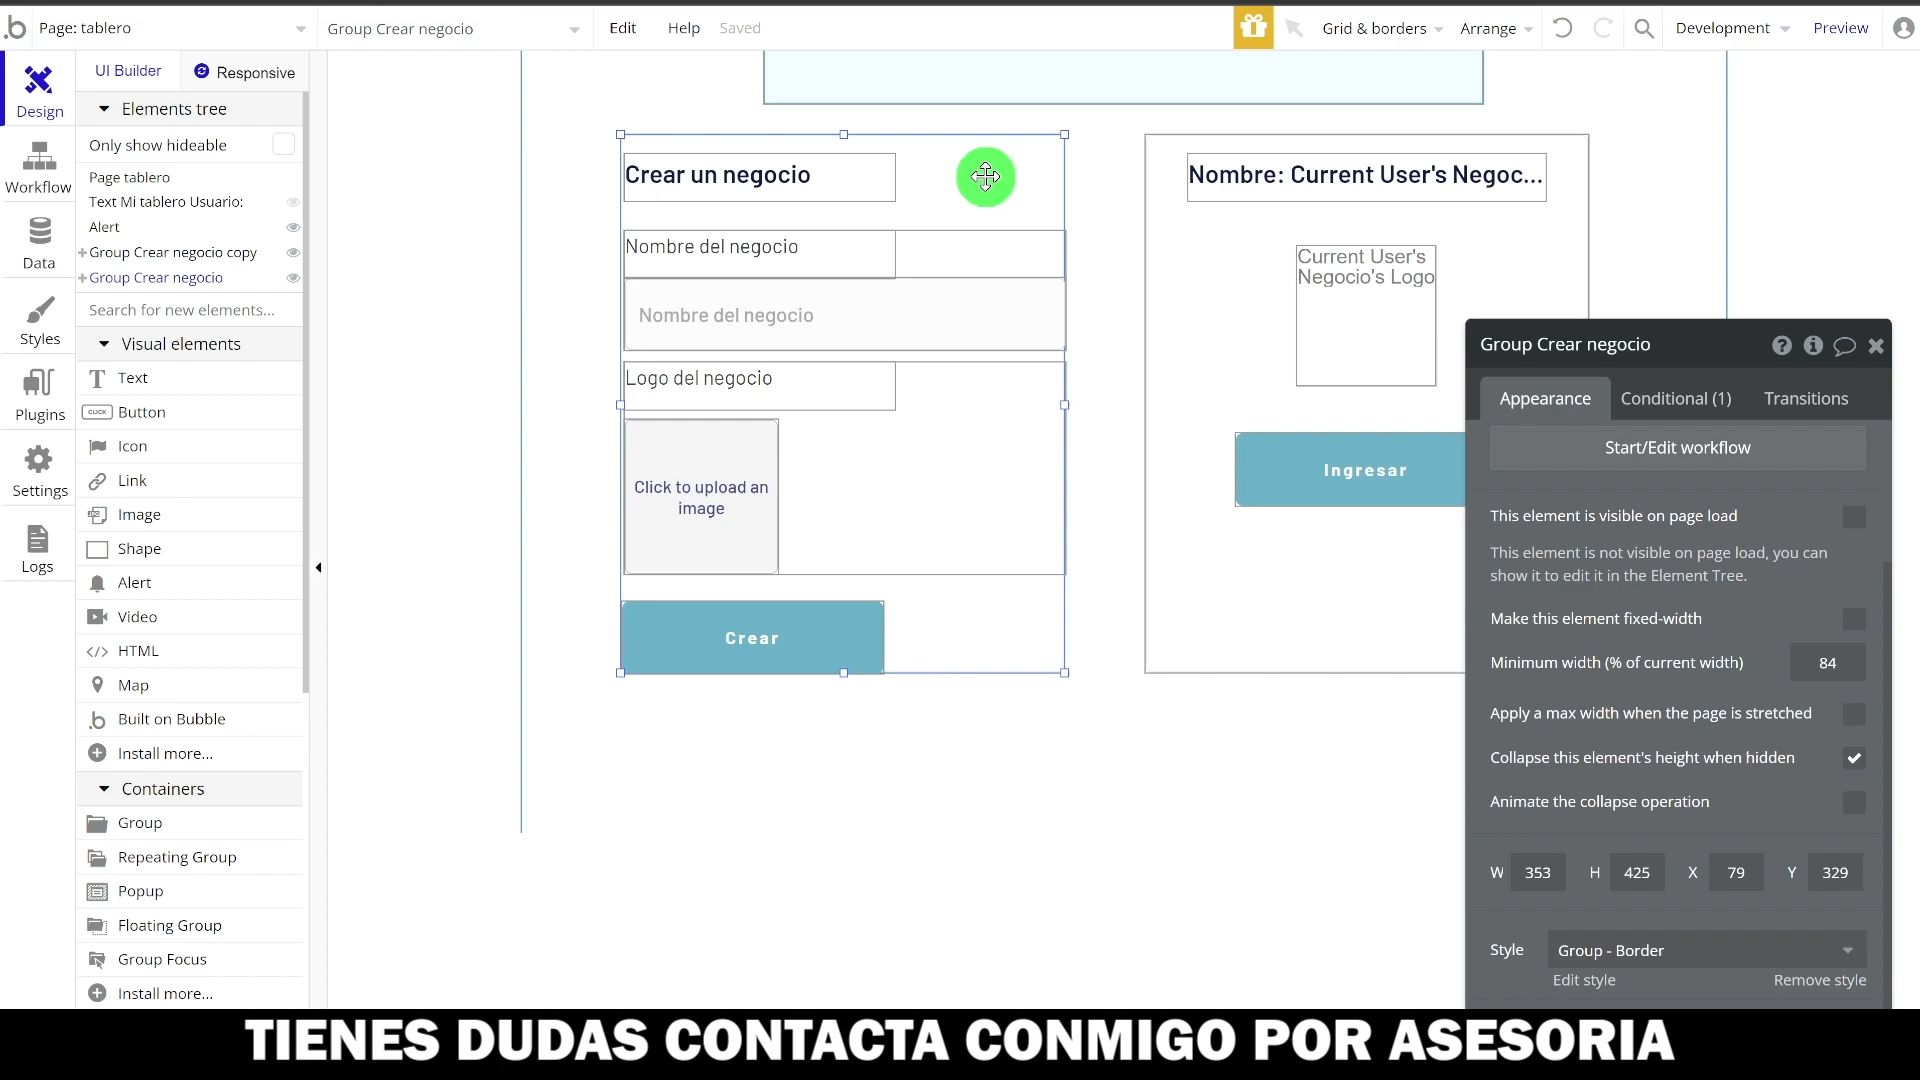 Page: tablero
Group Crear negocio
Edit
Help
Saved
Grid & borders
Arrange
Development
Preview
Design
Workflow
Data
Styles
Plugins
Settings
Logs
UI Builder
Responsive
Elements tree
Only show hideable
Page tablero
Text Mi tablero Usuario:
Alert
Group Crear negocio copy
Group Crear negocio
Search for new elements...
Visual elements
Text
CLICK
Button
Icon
Link
Image
Shape
Alert
Video
HTML
Map
Built on Bubble
Install more...
Containers
Group
Repeating Group
Popup
Floating Group
Group Focus
Install more...
Crear un negocio
Nombre del negocio
Nombre del negocio
Logo del negocio
Click to upload an
image
Crear
Nombre: Current User's Negoc...
Current User's
Negocio's Logo
Ingresar
Group Crear negocio
Appearance
Conditional (1)
Transitions
Start/Edit workflow
This element is visible on page load
This element is not visible on page load, you can
show it to edit it in the Element Tree.
Make this element fixed-width
Minimum width (% of current width) 84
Apply a max width when the page is stretched
Collapse this element's height when hidden
Animate the collapse operation
W 353 H 425 X 79 Y 329
Style Group - Border
Edit style Remove style
TIENES DUDAS CONTACTA CONMIGO POR ASESORIA